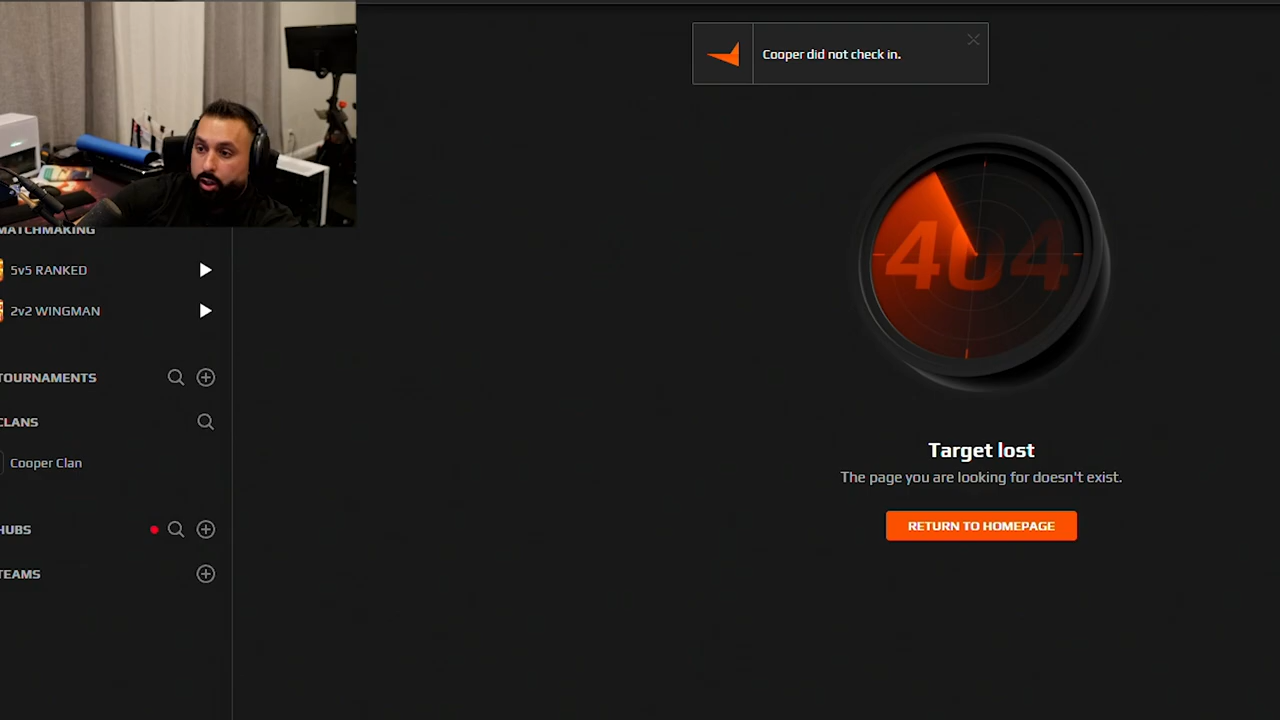 Cooper did not check in.
MATCHMAKING
5v5 RANKED
2v2 WINGMAN
TOURNAMENTS
CLANS
Cooper Clan
HUBS
TEAMS
404
Target lost
The page you are looking for doesn't exist.
RETURN TO HOMEPAGE